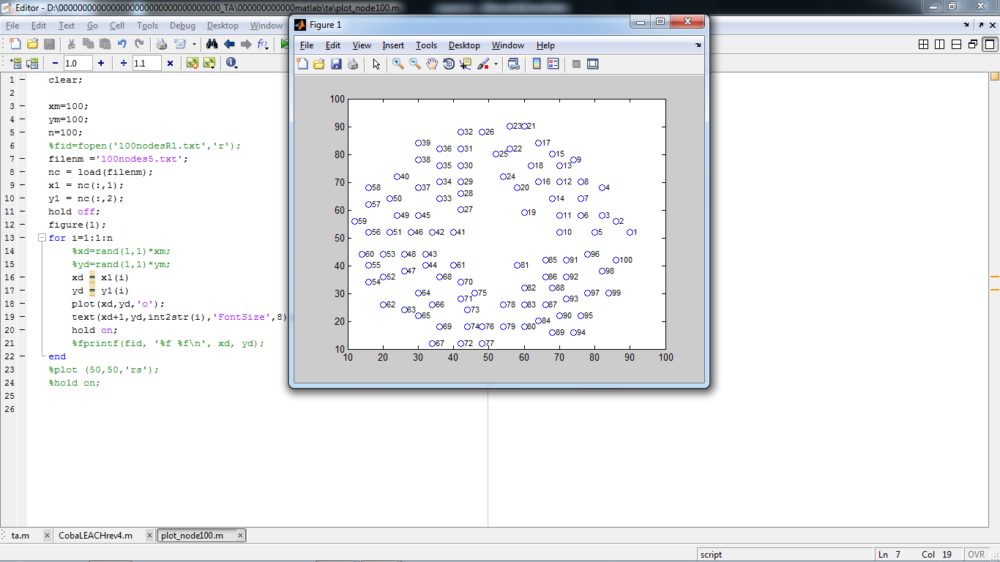 Editor - D:\000000000000000000000000000000_TA\000000000000matlab\ta\plot_node100.m
File Edit Text Go Cell Tools Debug Desktop Window
1.0
1.1
1 clear;
2
3 xm=100;
4 ym=100;
5 n=100;
6 %fid=fopen('100nodesR1.txt','r');
7 filenm ='100nodes5.txt';
8 nc = load(filenm);
9 x1 = nc(:,1);
10 y1 = nc(:,2);
11 hold off;
12 figure(1);
13 for i=1:1:n
14 %xd=rand(1,1)*xm;
15 %yd=rand(1,1)*ym;
16 xd = x1(i)
17 yd = y1(i)
18 plot(xd,yd,'o');
19 text(xd+1,yd,int2str(i),'FontSize',8)
20 hold on;
21 %fprintf(fid, '%f %f\n', xd, yd);
22 end
23 %plot (50,50,'rs');
24 %hold on;
25
26
Figure 1
File Edit View Insert Tools Desktop Window Help
100
23 21
90
32 26
39 17
36 31 22
80
25 15
38 9
35 30 18 13
40 24
70
34 29 16 12 8
58 37 20 4
28
50 33 14 7
57
60
27
19
49 45 11 6 3
59 2
56 51 46 42 41 10 5 1
50
60 53 48 43 96
85 91 100
40
55 44 61 81
47 98
52 68 86 92
54 70
82 88
30
64 75 97 99
71 93
62 66 78 83 87
63 73
65 90 95
20
84
69 74 76 79 80
89 94
67 72 77
10
10 20 30 40 50 60 70 80 90 100
ta.m CobaLEACHrev4.m plot_node100.m
script Ln 7 Col 19 OVR